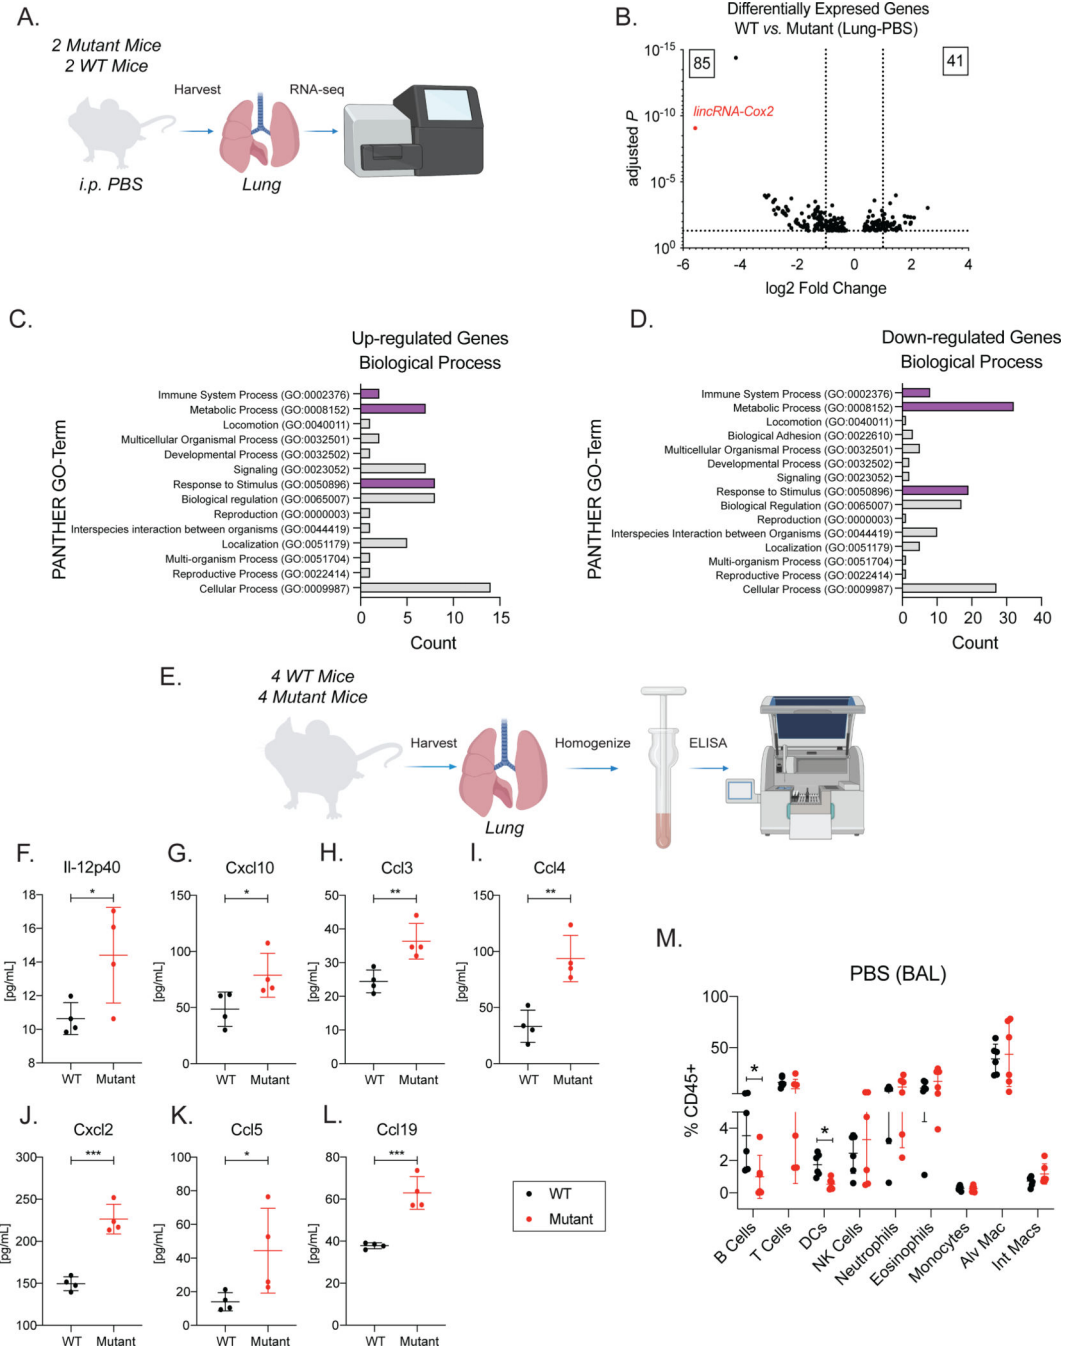 A.
2 Mutant Mice
2 WT Mice
Harvest
RNA-seq
i.p. PBS
Lung
B.
Differentially Expresed Genes
WT vs. Mutant (Lung-PBS)
85
41
lincRNA-Cox2
adjusted P
10-15
10-10
10-5
100
-6 -4 -2 0 2 4
log2 Fold Change
C.
Up-regulated Genes
Biological Process
PANTHER GO-Term
Immune System Process (GO:0002376)
Metabolic Process (GO:0008152)
Locomotion (GO:0040011)
Multicellular Organismal Process (GO:0032501)
Developmental Process (GO:0032502)
Signaling (GO:0023052)
Response to Stimulus (GO:0050896)
Biological regulation (GO:0065007)
Reproduction (GO:0000003)
Interspecies interaction between organisms (GO:0044419)
Localization (GO:0051179)
Multi-organism Process (GO:0051704)
Reproductive Process (GO:0022414)
Cellular Process (GO:0009987)
0 5 10 15
Count
D.
Down-regulated Genes
Biological Process
PANTHER GO-Term
Immune System Process (GO:0002376)
Metabolic Process (GO:0008152)
Locomotion (GO:0040011)
Biological Adhesion (GO:0022610)
Multicellular Organismal Process (GO:0032501)
Developmental Process (GO:0032502)
Signaling (GO:0023052)
Response to Stimulus (GO:0050896)
Biological Regulation (GO:0065007)
Reproduction (GO:0000003)
Interspecies Interaction between Organisms (GO:0044419)
Localization (GO:0051179)
Multi-organism Process (GO:0051704)
Reproductive Process (GO:0022414)
Cellular Process (GO:0009987)
0 10 20 30 40
Count
E.
4 WT Mice
4 Mutant Mice
Harvest
Homogenize
ELISA
Lung
F.
Il-12p40
*
[pg/mL]
18
16
14
12
10
8
WT Mutant
G.
Cxcl10
*
[pg/mL]
150
100
50
0
WT Mutant
H.
Ccl3
**
[pg/mL]
50
40
30
20
10
0
WT Mutant
I.
Ccl4
**
[pg/mL]
150
100
50
0
WT Mutant
J.
Cxcl2
***
[pg/mL]
300
250
200
150
100
WT Mutant
K.
Ccl5
*
[pg/mL]
100
80
60
40
20
0
WT Mutant
L.
Ccl19
***
[pg/mL]
80
60
40
20
0
WT Mutant
WT
Mutant
M.
PBS (BAL)
% CD45+
100
50
4
2
0
*
*
B Cells
T Cells
DCs
NK Cells
Neutrophils
Eosinophils
Monocytes
Alv Mac
Int Macs